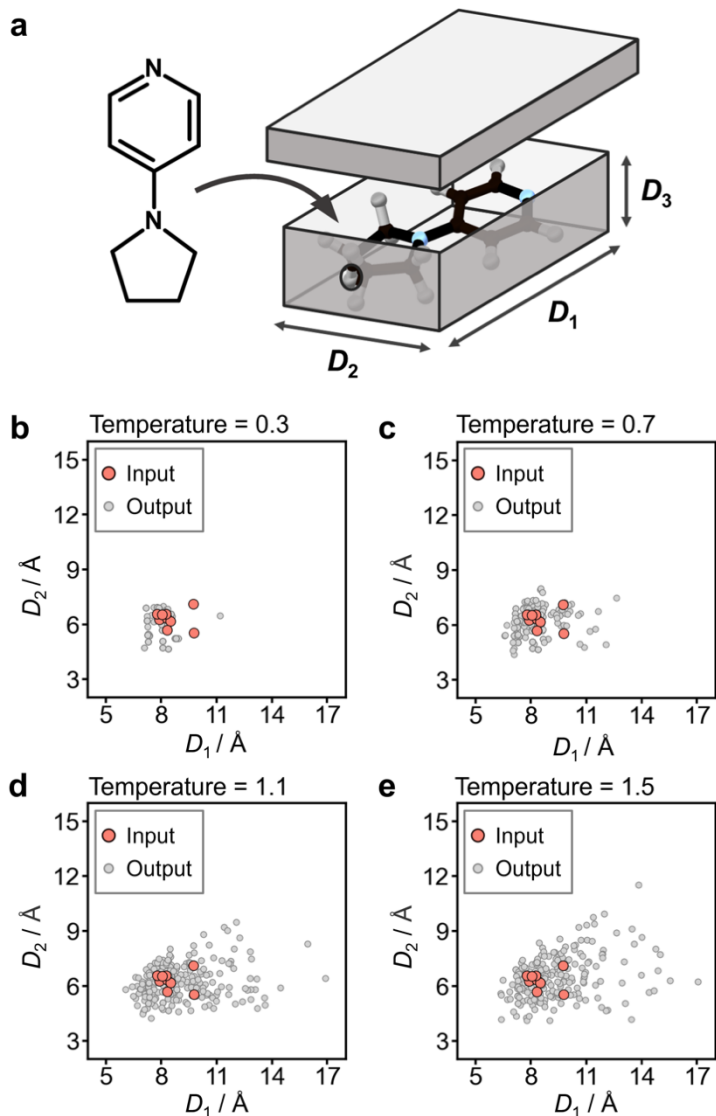 a
N
N
D3
D1
D2
b
Temperature = 0.3
15
12
9
6
3
D2 / Å
Input
Output
5 8 11 14 17
D1 / Å
c
Temperature = 0.7
15
12
9
6
3
D2 / Å
Input
Output
5 8 11 14 17
D1 / Å
d
Temperature = 1.1
15
12
9
6
3
D2 / Å
Input
Output
5 8 11 14 17
D1 / Å
e
Temperature = 1.5
15
12
9
6
3
D2 / Å
Input
Output
5 8 11 14 17
D1 / Å